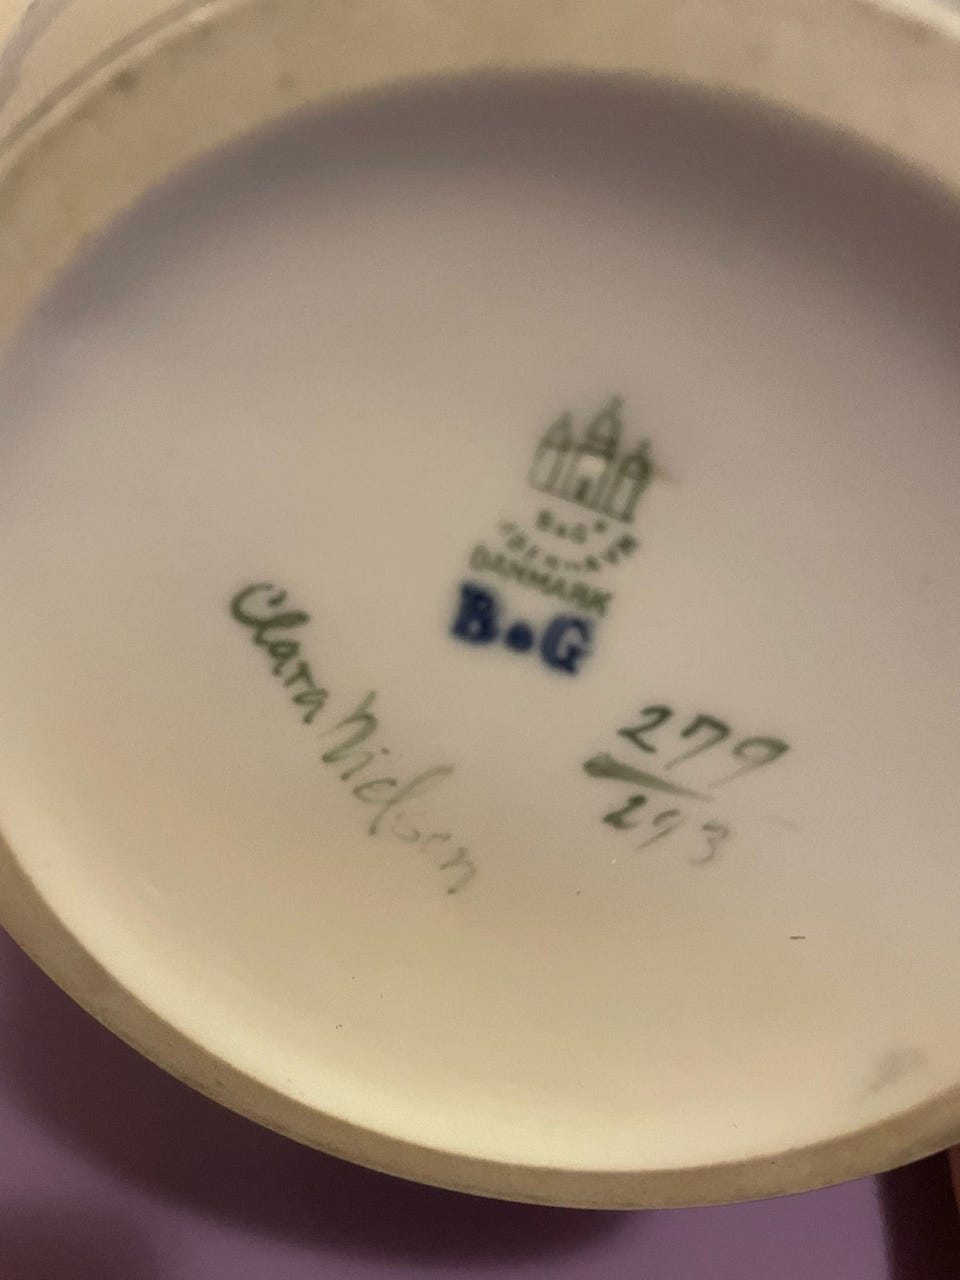 B&G
DANMARK
B&G
Clara Nielsen
279
293